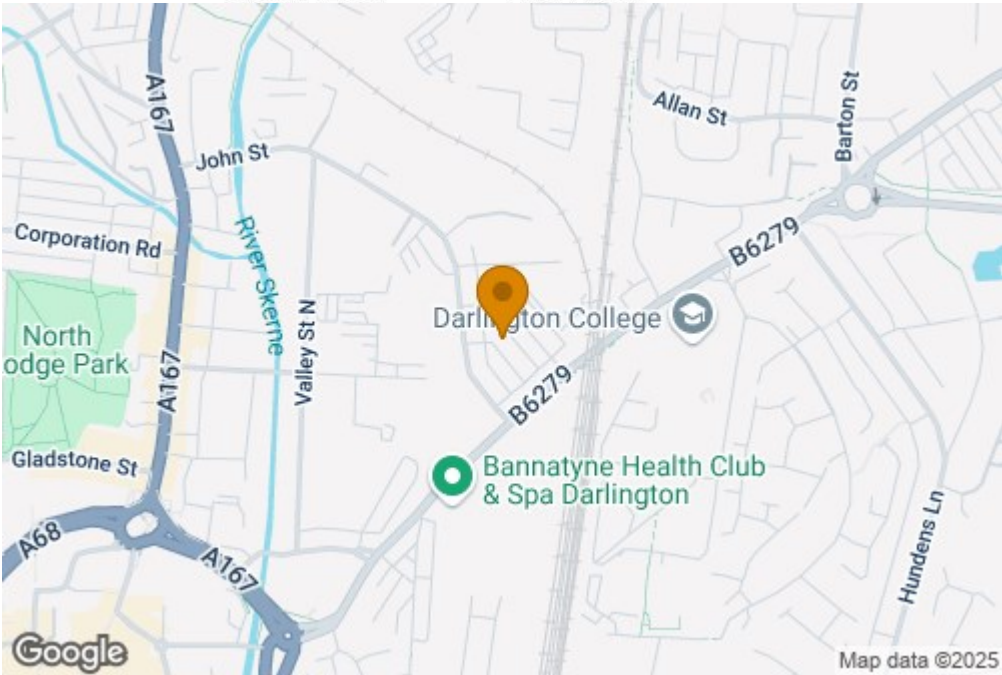 A167
Allan St
Barton St
John St
Corporation Rd
River Skerne
B6279
North
odge Park
Valley St N
Darlington College
A167
B6279
Gladstone St
Bannatyne Health Club
& Spa Darlington
Hundens Ln
A68
A167
Google
Map data ©2025